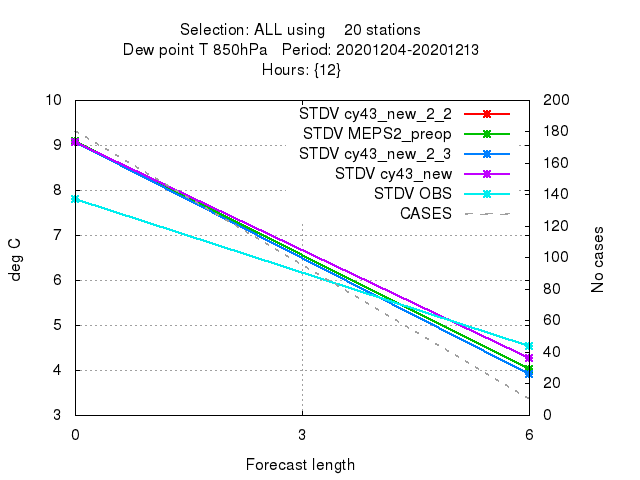 Selection: ALL using 20 stations
Dew point T 850hPa Period: 20201204-20201213
Hours: {12}
10 200
STDV cy43_new_2_2
180
STDV MEPS2_preop
9
160
STDV cy43_new_2_3
STDV cy43_new
8
140
STDV OBS
CASES
120
7
deg C
No cases
100
6
80
60
5
40
4
20
3 0
0 3 6
Forecast length